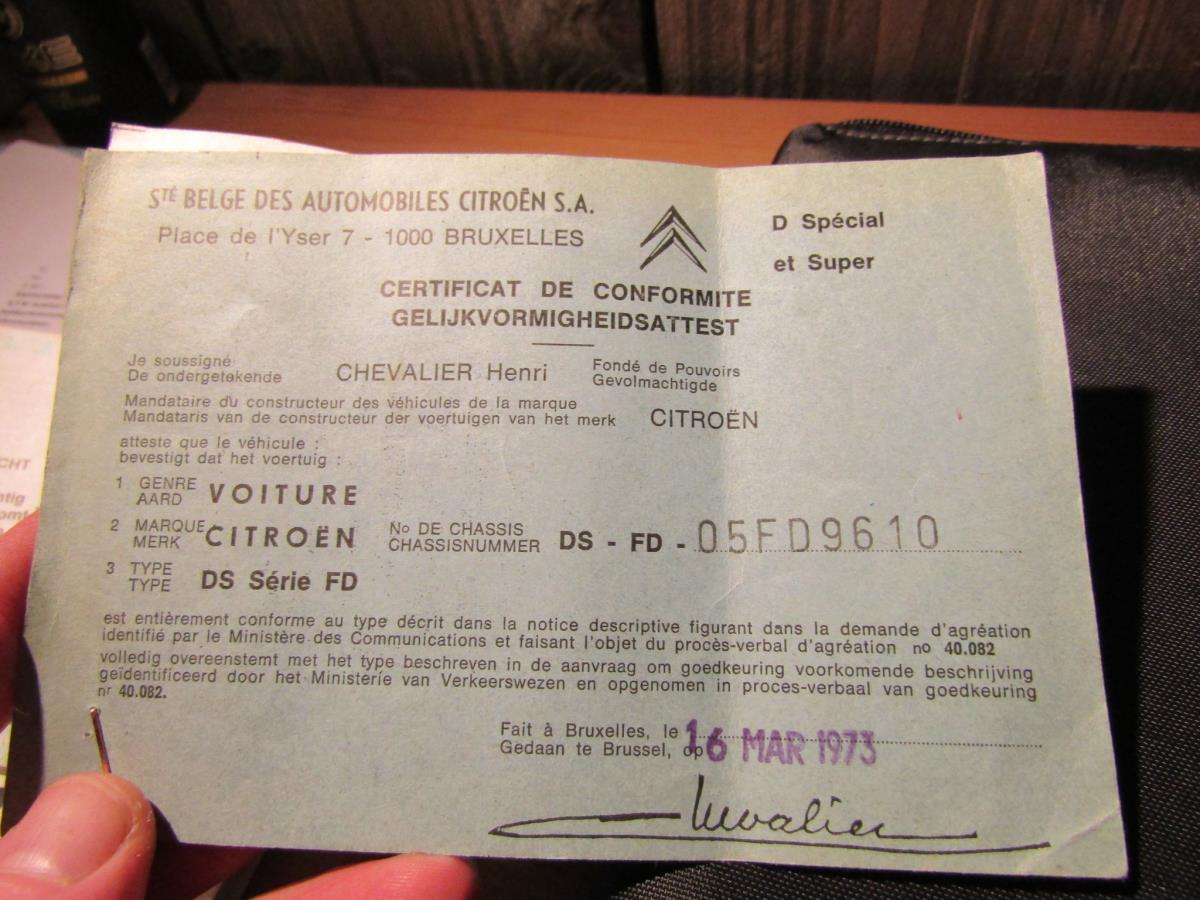 STÉ BELGE DES AUTOMOBILES CITROËN S.A.
Place de l'Yser 7 - 1000 BRUXELLES
D Spécial
et Super
CERTIFICAT DE CONFORMITE
GELIJKVORMIGHEIDSATTEST
Je soussigné
De ondergetekende
CHEVALIER Henri
Fondé de Pouvoirs
Gevolmachtigde
Mandataire du constructeur des véhicules de la marque
Mandataris van de constructeur der voertuigen van het merk
CITROËN
atteste que le véhicule :
bevestigt dat het voertuig :
1 GENRE
AARD
VOITURE
2 MARQUE
MERK
CITROËN
No DE CHASSIS
CHASSISNUMMER
DS - FD - 05FD9610
3 TYPE
TYPE
DS Série FD
est entièrement conforme au type décrit dans la notice descriptive figurant dans la demande d'agréation
identifié par le Ministère des Communications et faisant l'objet du procès-verbal d'agréation no 40.082
volledig overeenstemt met het type beschreven in de aanvraag om goedkeuring voorkomende beschrijving
geïdentificeerd door het Ministerie van Verkeerswezen en opgenomen in proces-verbaal van goedkeuring
nr 40.082.
Fait à Bruxelles, le
Gedaan te Brussel, op
16 MAR 1973
Chevalier